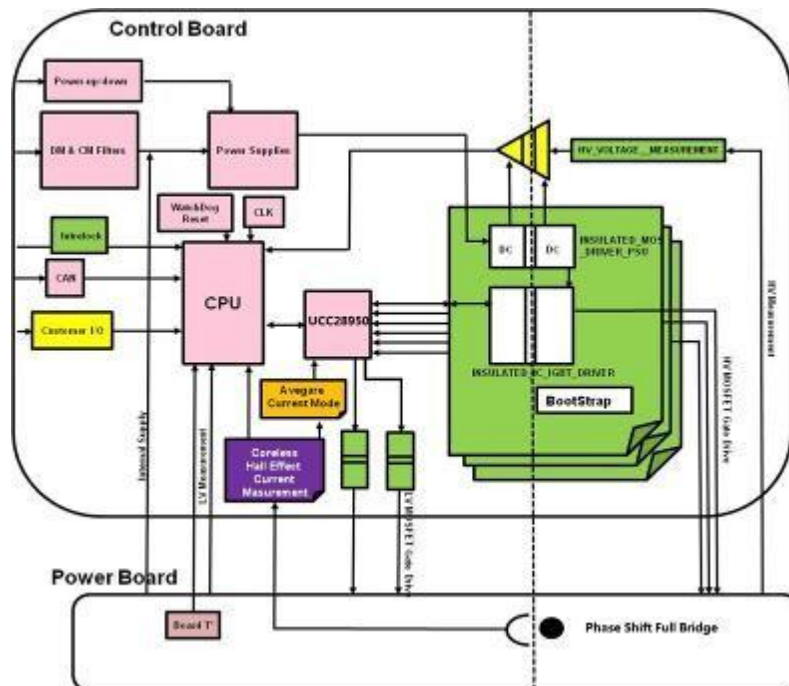 Control Board
Power up/down
DM & CM Filters
Power Supplies
HV_VOLTAGE__MEASUREMENT
WatchDog
Reset
CLK
Interlock
CAN
CPU
Customer I/O
UCC28950
DC
DC
INSULATED_MOS
_DRIVER_PSU
INSULATED_IC_IGBT_DRIVER
BootStrap
Avegare
Current Mode
Coreless
Hall Effect
Current
Masurement
Internal Supply
LV Measurement
LV MOSFET Gate Drive
HV MOSFET Gate Drive
HV Measurement
Power Board
Board T°
Phase Shift Full Bridge